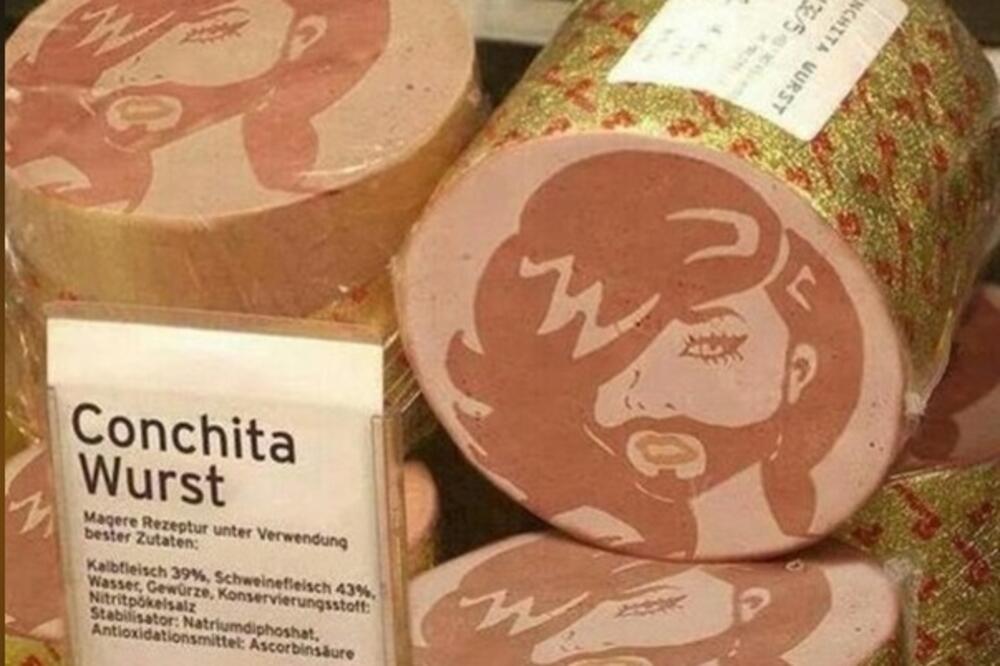 CONCHITA WURST
Conchita
Wurst
Magere Rezeptur unter Verwendung
bester Zutaten:
Kalbfleisch 39%, Schweinefleisch 43%,
Wasser, Gewürze, Konservierungsstoff:
Nitritpökelsalz
Stabilisator: Natriumdiphoshat,
Antioxidationsmittel: Ascorbinsäure